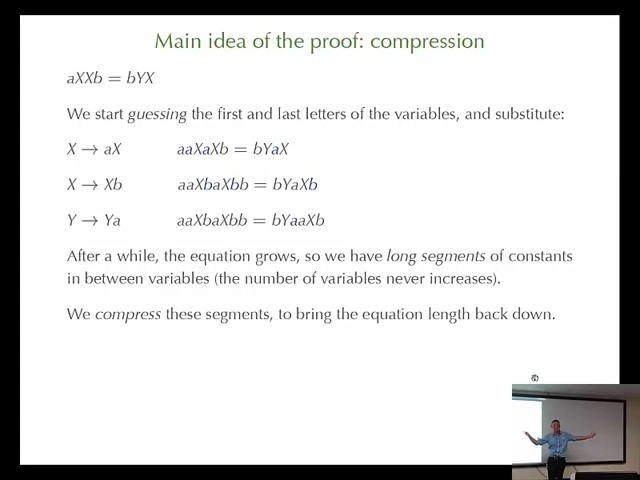 Main idea of the proof: compression
aXXb = bYX
We start guessing the first and last letters of the variables, and substitute:
X → aX aaXaXb = bYaX
X → Xb aaXbaXbb = bYaXb
Y → Ya aaXbaXbb = bYaaXb
After a while, the equation grows, so we have long segments of constants
in between variables (the number of variables never increases).
We compress these segments, to bring the equation length back down.